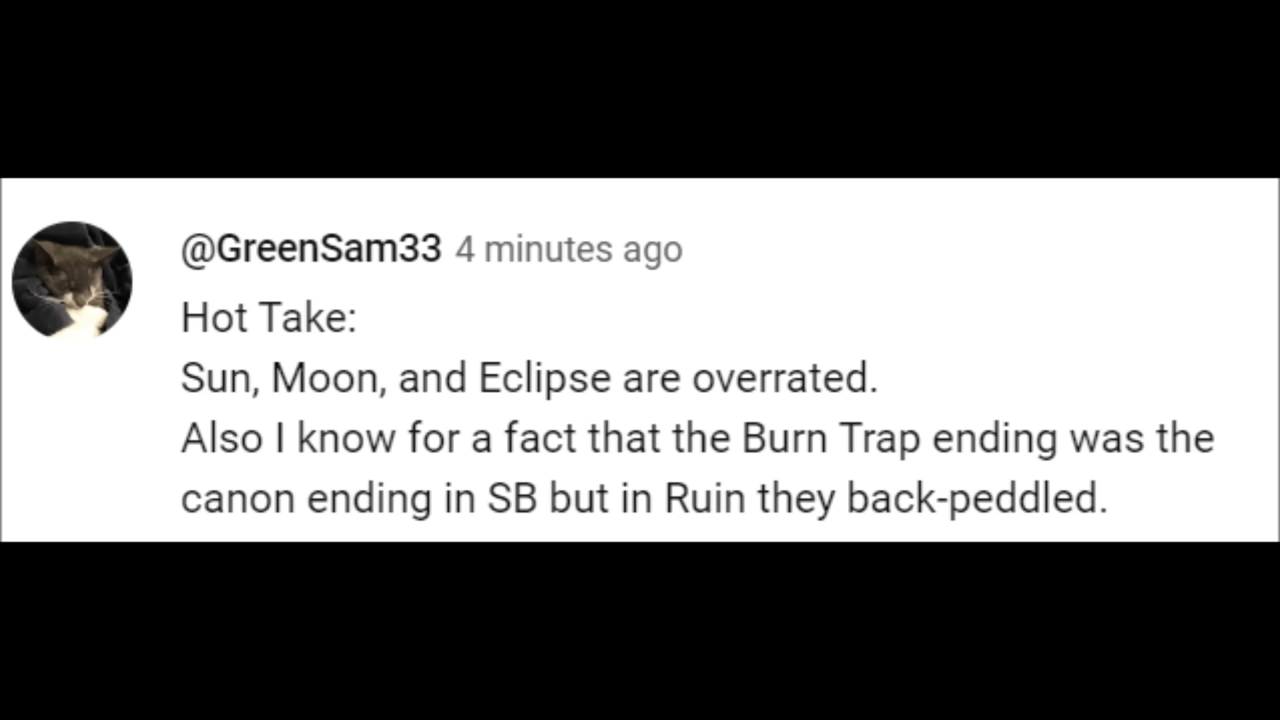 @GreenSam33 4 minutes ago
Hot Take:
Sun, Moon, and Eclipse are overrated.
Also I know for a fact that the Burn Trap ending was the
canon ending in SB but in Ruin they back-peddled.